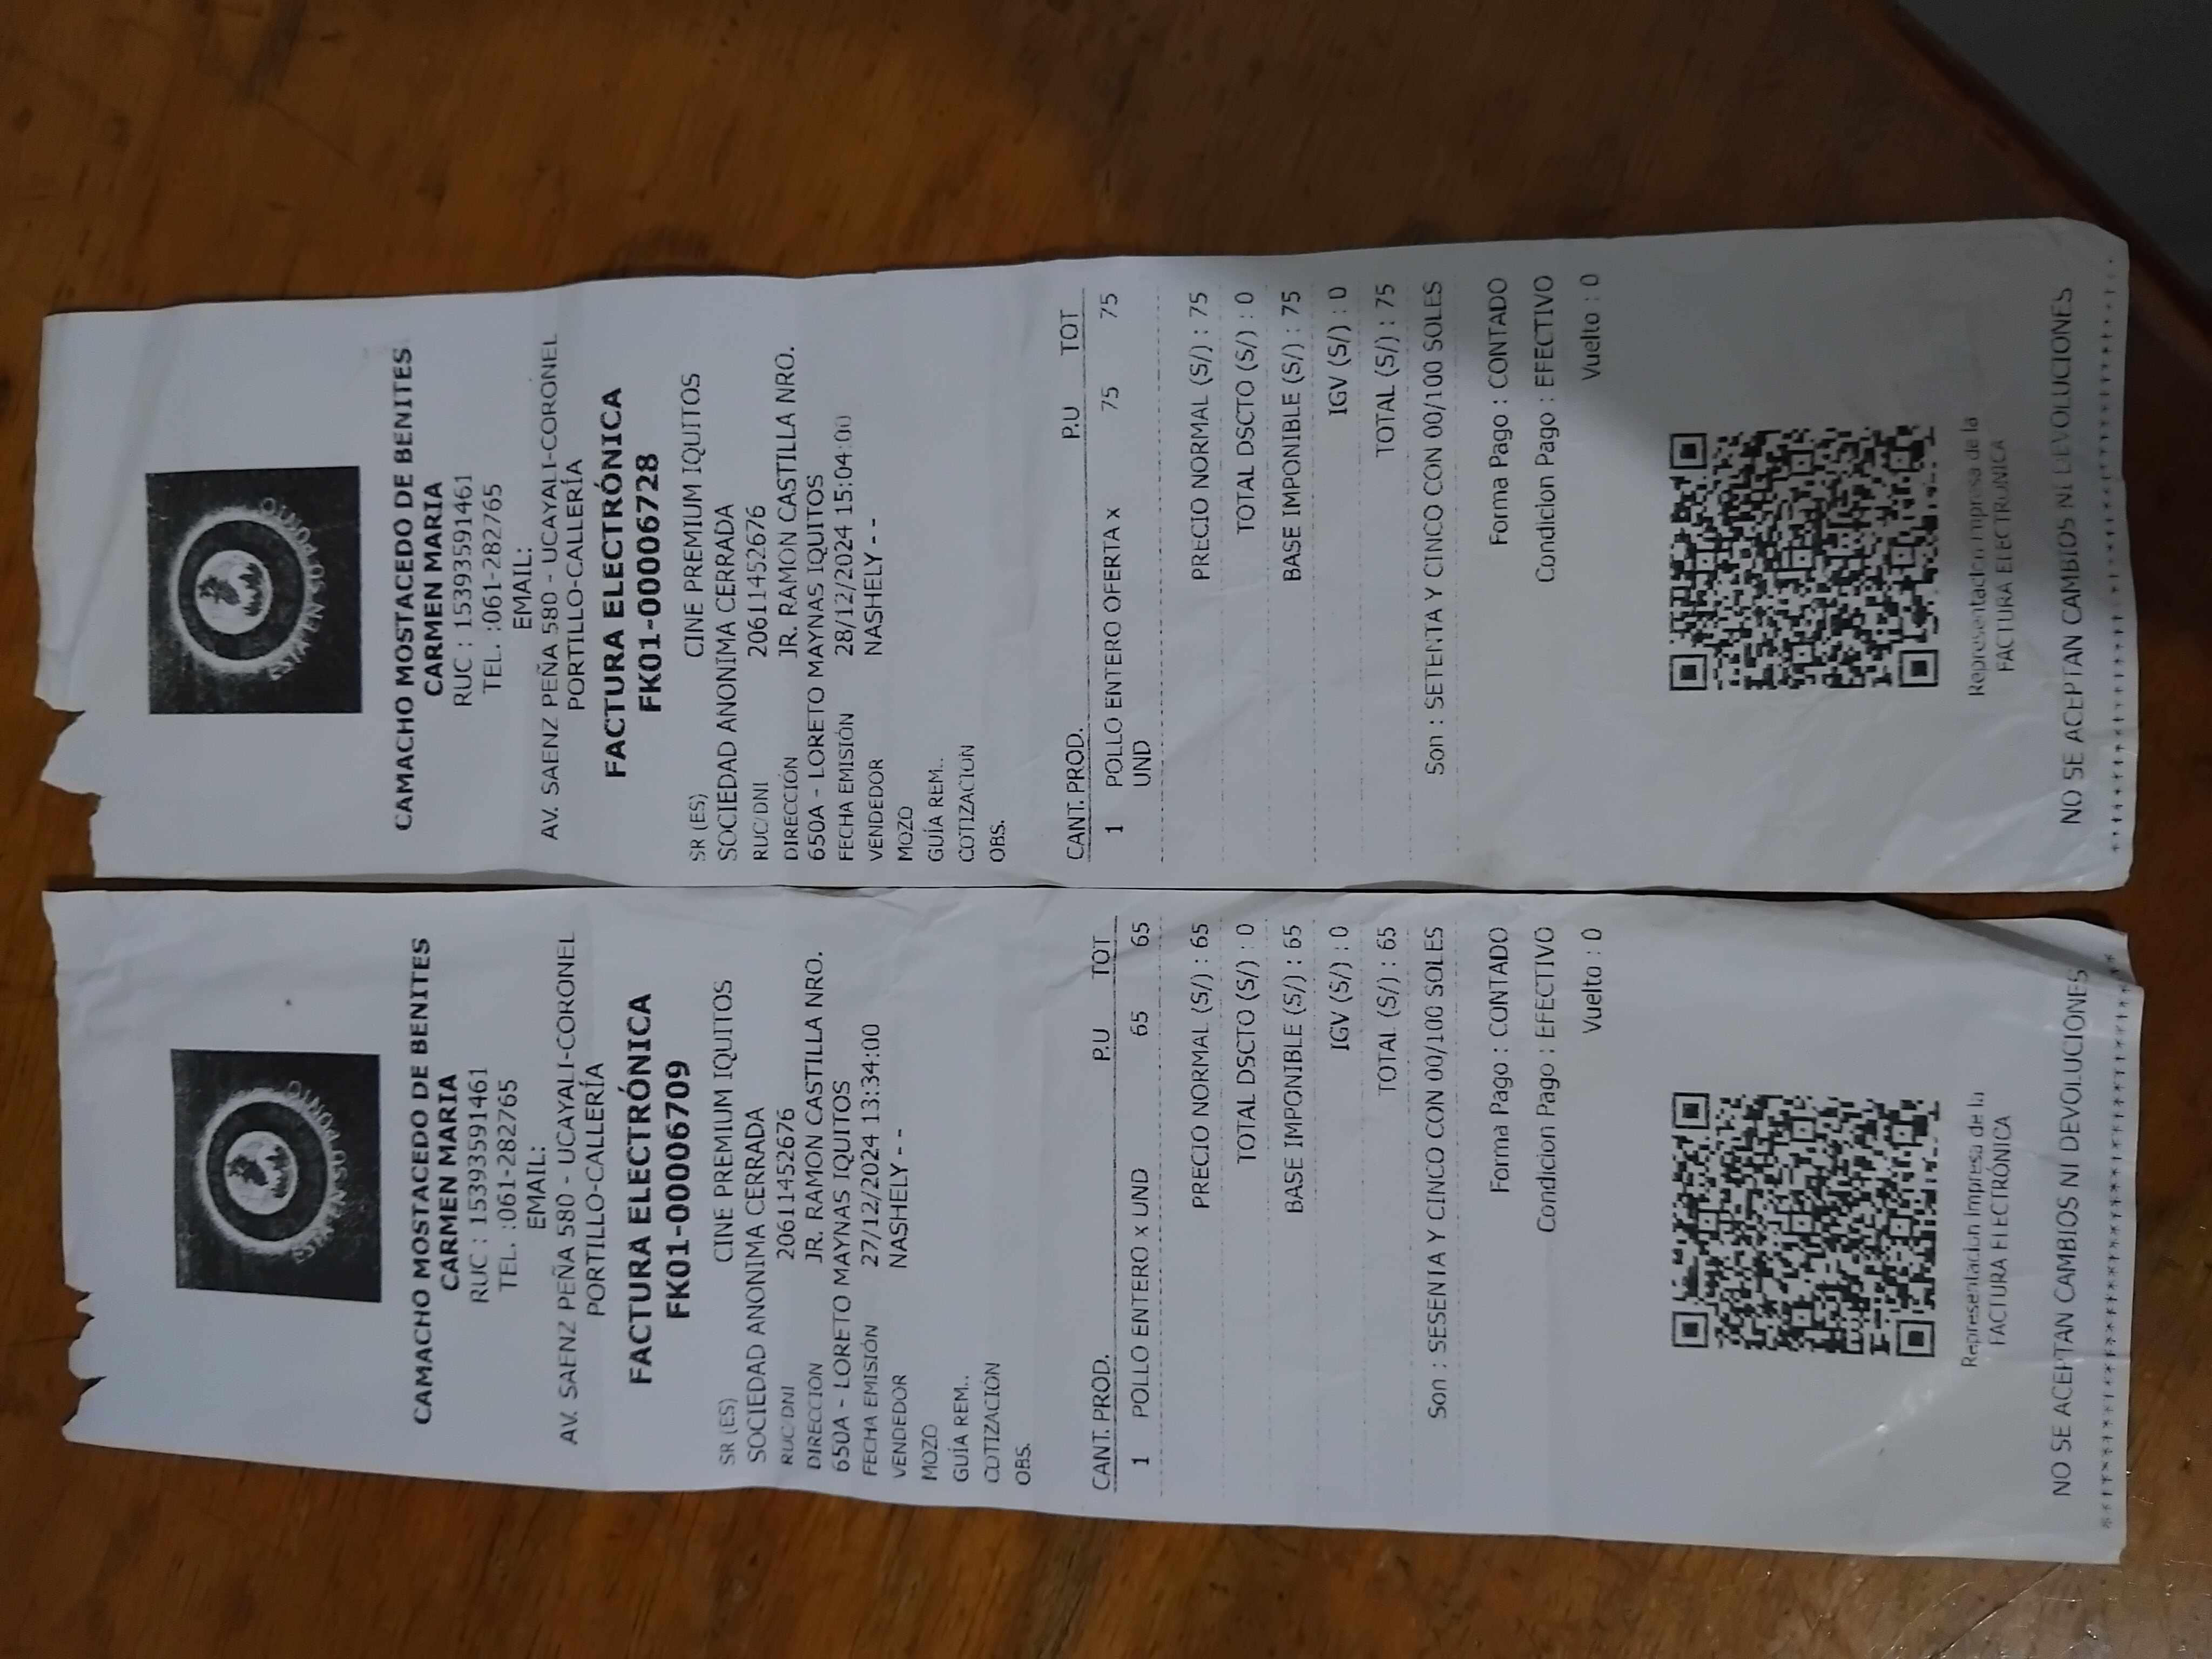 ESTA EN SU PUNTO
CAMACHO MOSTACEDO DE BENITES
CARMEN MARIA
RUC : 15393591461
TEL. :061-282765
EMAIL:
AV. SAENZ PEÑA 580 - UCAYALI-CORONEL
PORTILLO-CALLERÍA
FACTURA ELECTRÓNICA
FK01-00006709
SR (ES) CINE PREMIUM IQUITOS
SOCIEDAD ANONIMA CERRADA
RUC/DNI 20611452676
DIRECCIÓN JR. RAMON CASTILLA NRO.
650A - LORETO MAYNAS IQUITOS
FECHA EMISIÓN 27/12/2024 13:34:00
VENDEDOR NASHELY - -
MOZO
GUÍA REM..
COTIZACIÓN
OBS.
CANT. PROD. P.U TOT
1 POLLO ENTERO x UND 65 65
PRECIO NORMAL (S/) : 65
TOTAL DSCTO (S/) : 0
BASE IMPONIBLE (S/) : 65
IGV (S/) : 0
TOTAL (S/) : 65
Son : SESENTA Y CINCO CON 00/100 SOLES
Forma Pago : CONTADO
Condicion Pago : EFECTIVO
Vuelto : 0
Representacion impresa de la
FACTURA ELECTRÓNICA
NO SE ACEPTAN CAMBIOS NI DEVOLUCIONES
ESTA EN SU PUNTO
CAMACHO MOSTACEDO DE BENITES
CARMEN MARIA
RUC : 15393591461
TEL. :061-282765
EMAIL:
AV. SAENZ PEÑA 580 - UCAYALI-CORONEL
PORTILLO-CALLERÍA
FACTURA ELECTRÓNICA
FK01-00006728
SR (ES) CINE PREMIUM IQUITOS
SOCIEDAD ANONIMA CERRADA
RUC/DNI 20611452676
DIRECCIÓN JR. RAMON CASTILLA NRO.
650A - LORETO MAYNAS IQUITOS
FECHA EMISIÓN 28/12/2024 15:04:00
VENDEDOR NASHELY - -
MOZO
GUÍA REM..
COTIZACIÓN
OBS.
CANT. PROD. P.U TOT
1 POLLO ENTERO OFERTA x 75 75
UND
PRECIO NORMAL (S/) : 75
TOTAL DSCTO (S/) : 0
BASE IMPONIBLE (S/) : 75
IGV (S/) : 0
TOTAL (S/) : 75
Son : SETENTA Y CINCO CON 00/100 SOLES
Forma Pago : CONTADO
Condicion Pago : EFECTIVO
Vuelto : 0
Representacion impresa de la
FACTURA ELECTRÓNICA
NO SE ACEPTAN CAMBIOS NI DEVOLUCIONES